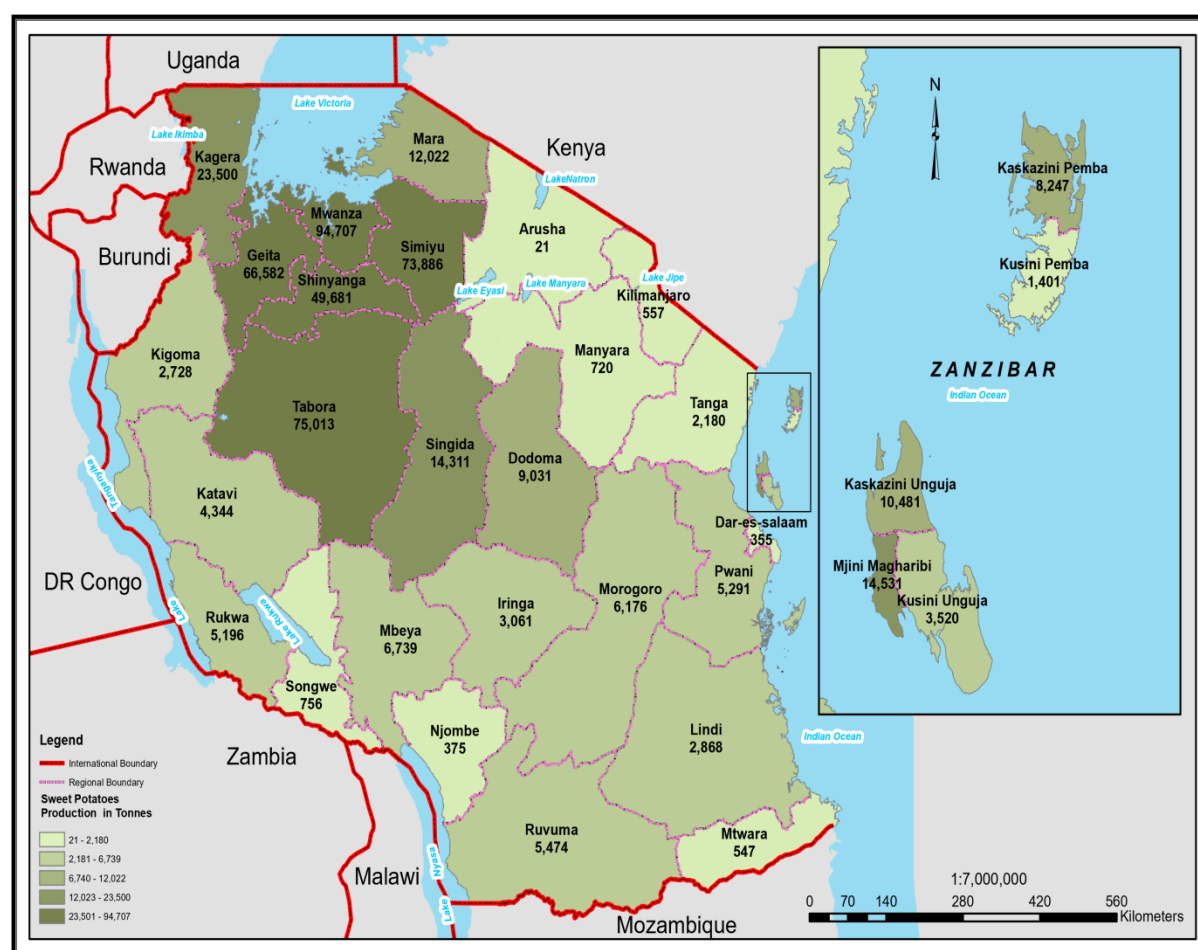 Uganda
Lake Victoria
Lake Ikimba
Kagera
23,500
Mara
12,022
Kenya
Rwanda
LakeNatron
Mwanza
94,707
Arusha
21
Burundi
Geita
66,582
Simiyu
73,886
Shinyanga
49,681
Lake Eyasi
Lake Manyara
Lake Jipe
Kilimanjaro
557
Kigoma
2,728
Manyara
720
Tabora
75,013
Tanga
2,180
Singida
14,311
Dodoma
9,031
Katavi
4,344
Lake
Tanganyika
Dar-es-salaam
355
DR Congo
Pwani
5,291
Morogoro
6,176
Iringa
3,061
Rukwa
5,196
Lake Rukwa
Mbeya
6,739
Songwe
756
Njombe
375
Lindi
2,868
Indian Ocean
Zambia
Ruvuma
5,474
Mtwara
547
Malawi
Lake
Nyasa
Mozambique
N
Kaskazini Pemba
8,247
Kusini Pemba
1,401
ZANZIBAR
Indian Ocean
Kaskazini Unguja
10,481
Mjini Magharibi
14,531
Kusini Unguja
3,520
Legend
International Boundary
Regional Boundary
Sweet Potatoes
Production in Tonnes
21 - 2,180
2,181 - 6,739
6,740 - 12,022
12,023 - 23,500
23,501 - 94,707
1:7,000,000
0 70 140 280 420 560
Kilometers